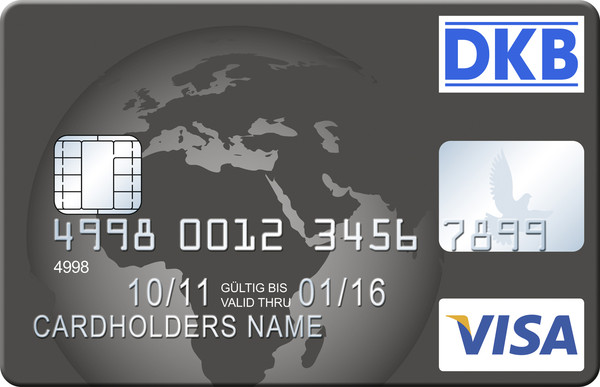 DKB
4998 0012 3456 7899
4998
10/11 GÜLTIG BIS VALID THRU 01/16
CARDHOLDERS NAME
VISA